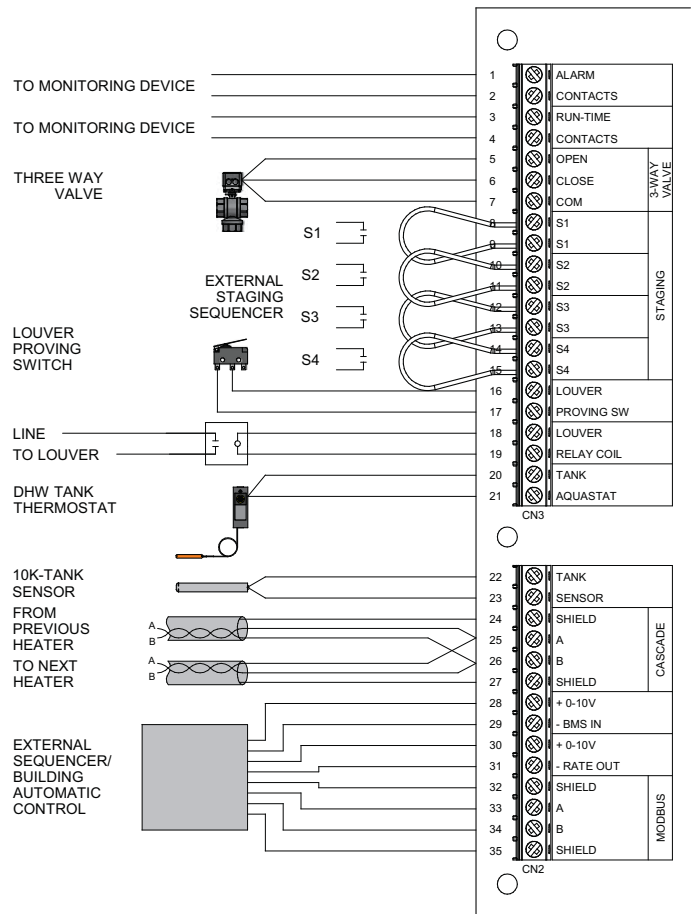 TO MONITORING DEVICE
TO MONITORING DEVICE
THREE WAY
VALVE
S1
S2
EXTERNAL
STAGING
SEQUENCER
S3
S4
LOUVER
PROVING
SWITCH
LINE
TO LOUVER
DHW TANK
THERMOSTAT
10K-TANK
SENSOR
FROM
PREVIOUS
HEATER
A
B
TO NEXT
HEATER
A
B
EXTERNAL
SEQUENCER/
BUILDING
AUTOMATIC
CONTROL
1 ALARM
2 CONTACTS
3 RUN-TIME
4 CONTACTS
5 OPEN
6 CLOSE
7 COM
3-WAY
VALVE
8 S1
9 S1
10 S2
11 S2
12 S3
13 S3
14 S4
15 S4
STAGING
16 LOUVER
17 PROVING SW
18 LOUVER
19 RELAY COIL
20 TANK
21 AQUASTAT
CN3
22 TANK
23 SENSOR
24 SHIELD
25 A
26 B
27 SHIELD
CASCADE
28 + 0-10V
29 - BMS IN
30 + 0-10V
31 - RATE OUT
32 SHIELD
33 A
34 B
35 SHIELD
MODBUS
CN2